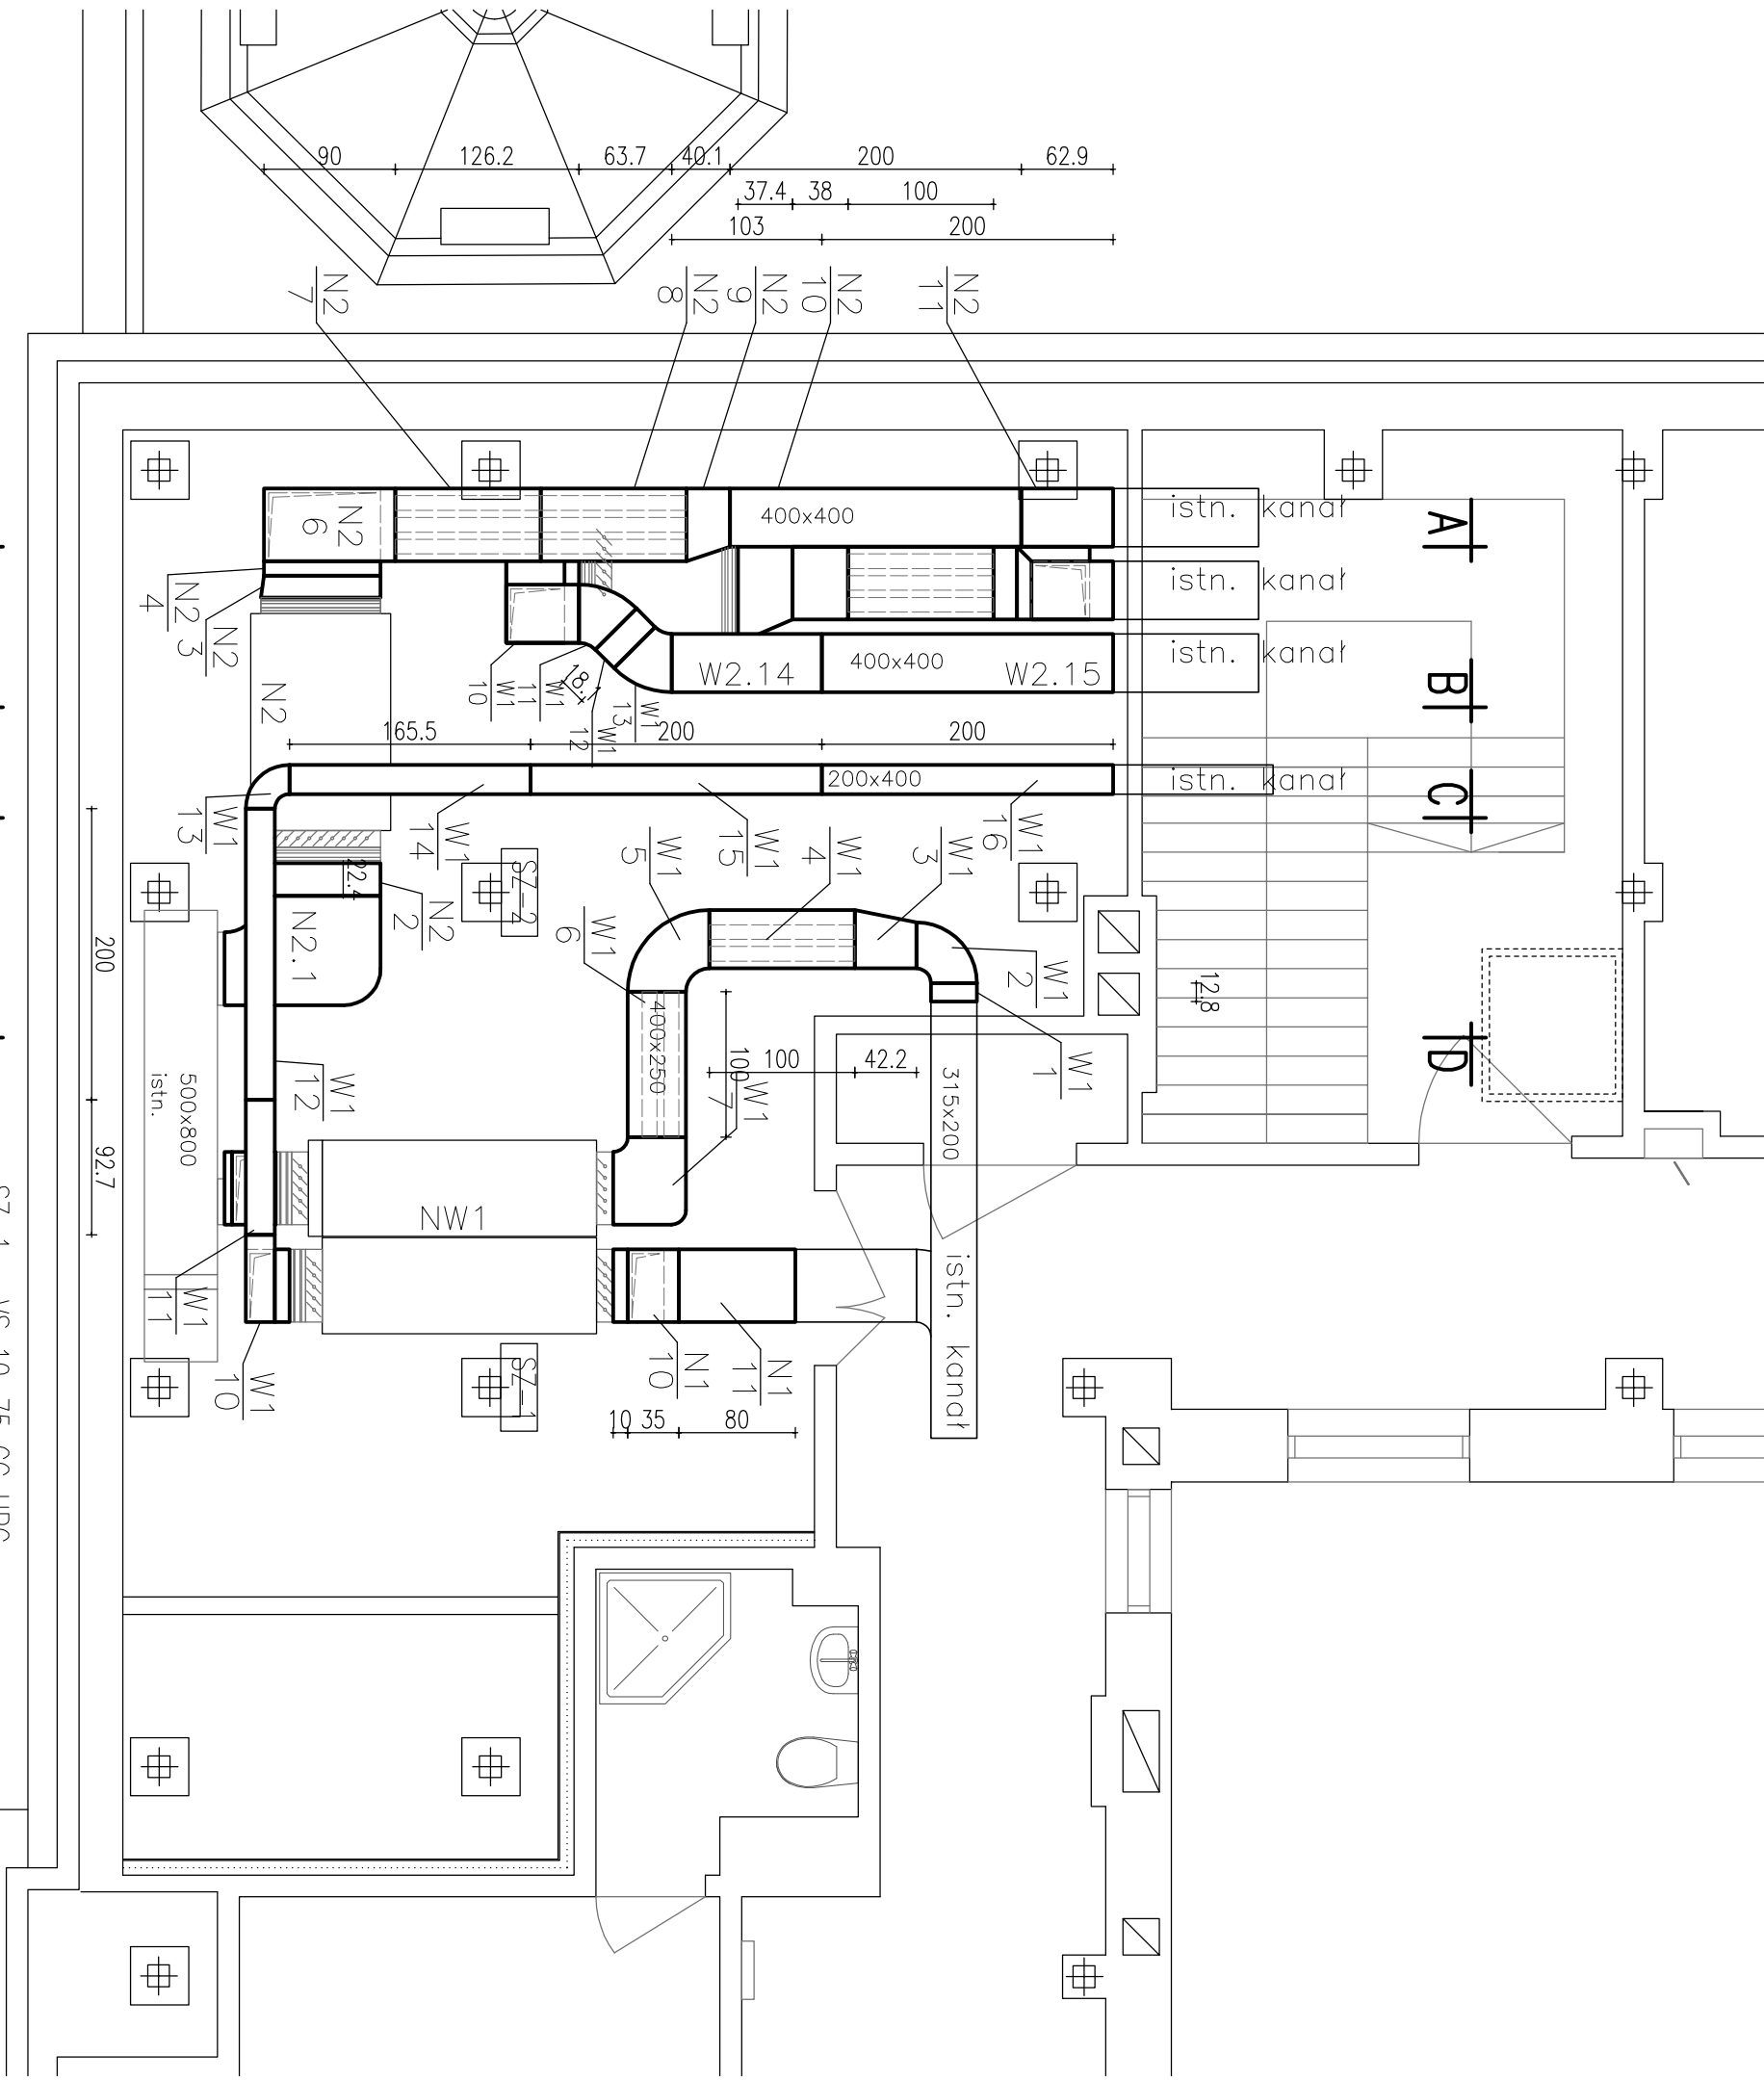 90
126.2
63.7
40.1
200
62.9
37.4
38
100
103
200
N2
7
N2
8
N2
9
N2
10
N2
11
400x400
istn. kanał
istn. kanał
istn. kanał
istn. kanał
A
B
C
D
N2
6
N2
4
N2
3
N2
W1
10
W1
11
18.
W1
12
W1
13
W2.14
400x400
W2.15
165.5
200
200
200x400
W1
13
W1
14
W1
15
W1
16
22.4
N2
2
N2.1
SZ-2
W1
5
W1
4
W1
3
W1
6
W1
2
W1
1
400x250
100
W1
7
100
42.2
315x200
12.8
200
92.7
500x800
istn.
W1
12
NW1
W1
11
W1
10
SZ-1
N1
10
N1
11
istn. kanał
10
35
80